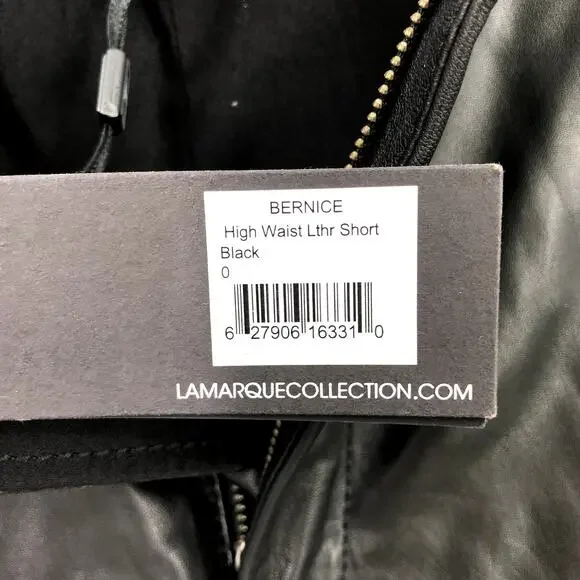 BERNICE
High Waist Lthr Short
Black
0
6 27906 16331 0
LAMARQUECOLLECTION.COM